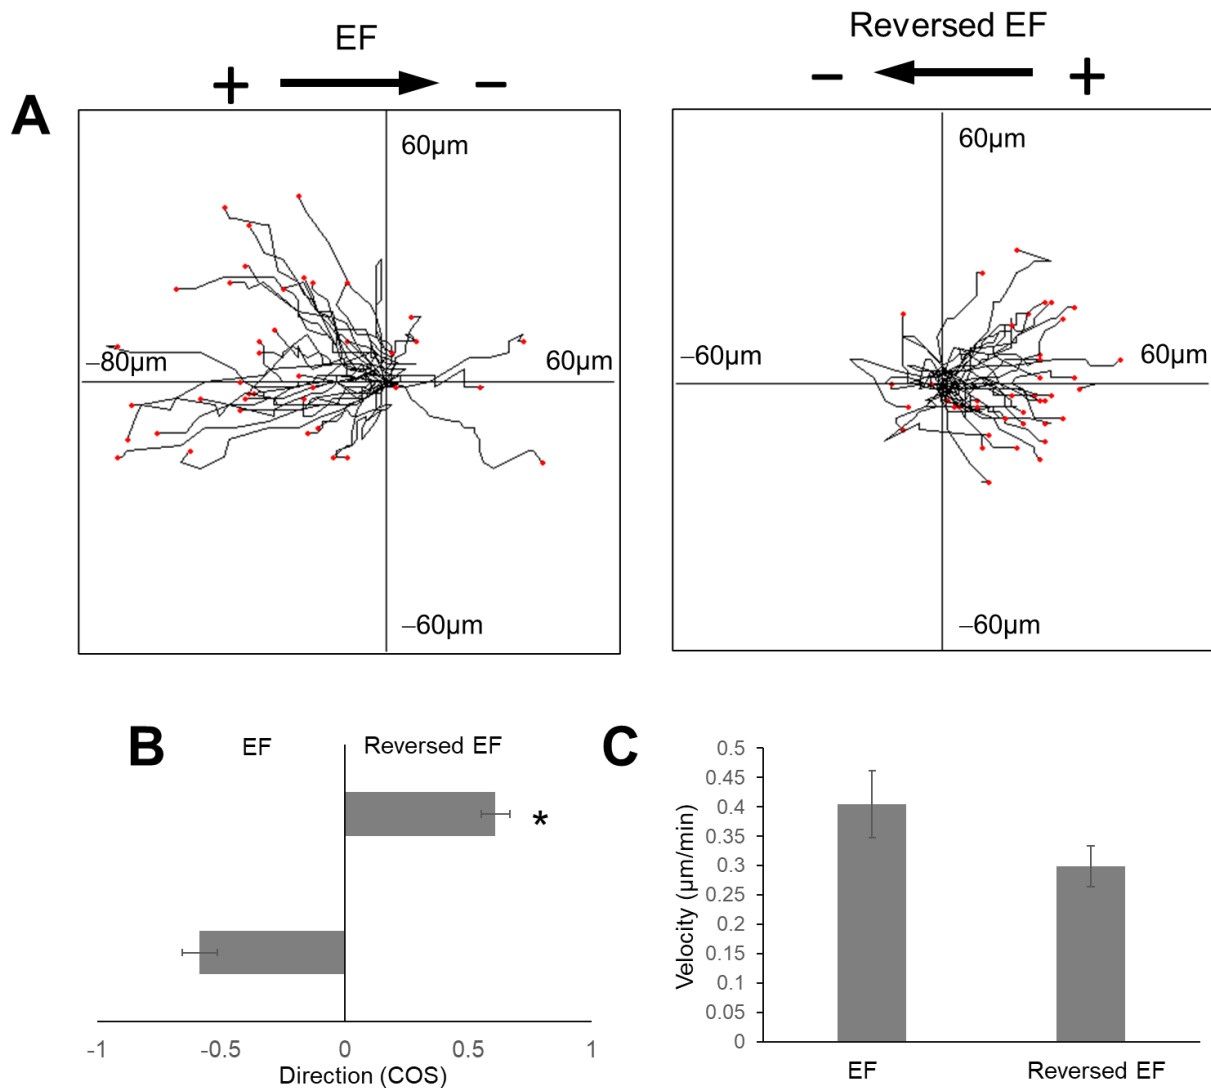 EF
+ −
Reversed EF
− +
A
60µm
−80µm
60µm
−60µm
60µm
−60µm
60µm
−60µm
B
EF
Reversed EF
*
-1
-0.5
0
0.5
1
Direction (COS)
C
Velocity (µm/min)
0.5
0.45
0.4
0.35
0.3
0.25
0.2
0.15
0.1
0.05
0
EF
Reversed EF